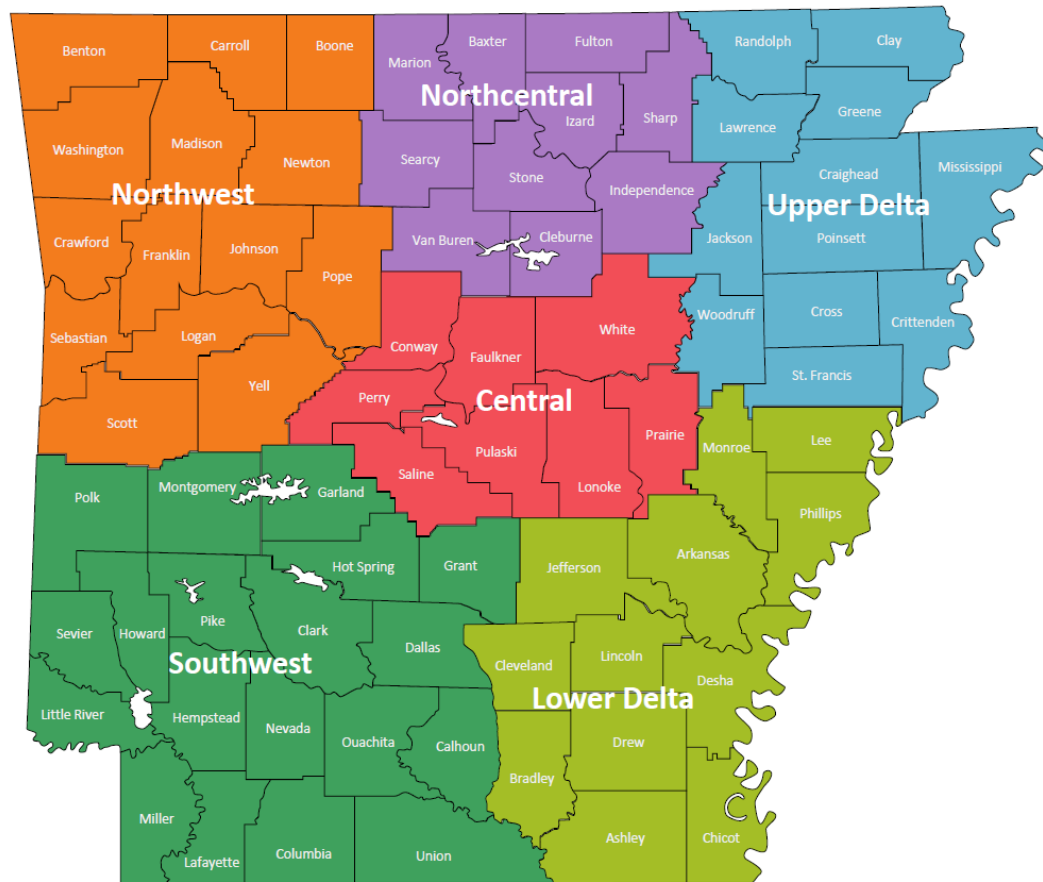 Benton
Carroll
Boone
Marion
Baxter
Fulton
Randolph
Clay
Northcentral
Izard
Sharp
Lawrence
Greene
Washington
Madison
Newton
Searcy
Stone
Independence
Craighead
Mississippi
Northwest
Upper Delta
Crawford
Franklin
Johnson
Pope
Van Buren
Cleburne
Jackson
Poinsett
Sebastian
Logan
Conway
Faulkner
White
Woodruff
Cross
Crittenden
Yell
Perry
Central
St. Francis
Scott
Saline
Pulaski
Lonoke
Prairie
Monroe
Lee
Polk
Montgomery
Garland
Phillips
Hot Spring
Grant
Jefferson
Arkansas
Sevier
Howard
Pike
Clark
Dallas
Cleveland
Lincoln
Desha
Southwest
Lower Delta
Little River
Hempstead
Nevada
Ouachita
Calhoun
Drew
Bradley
Miller
Lafayette
Columbia
Union
Ashley
Chicot